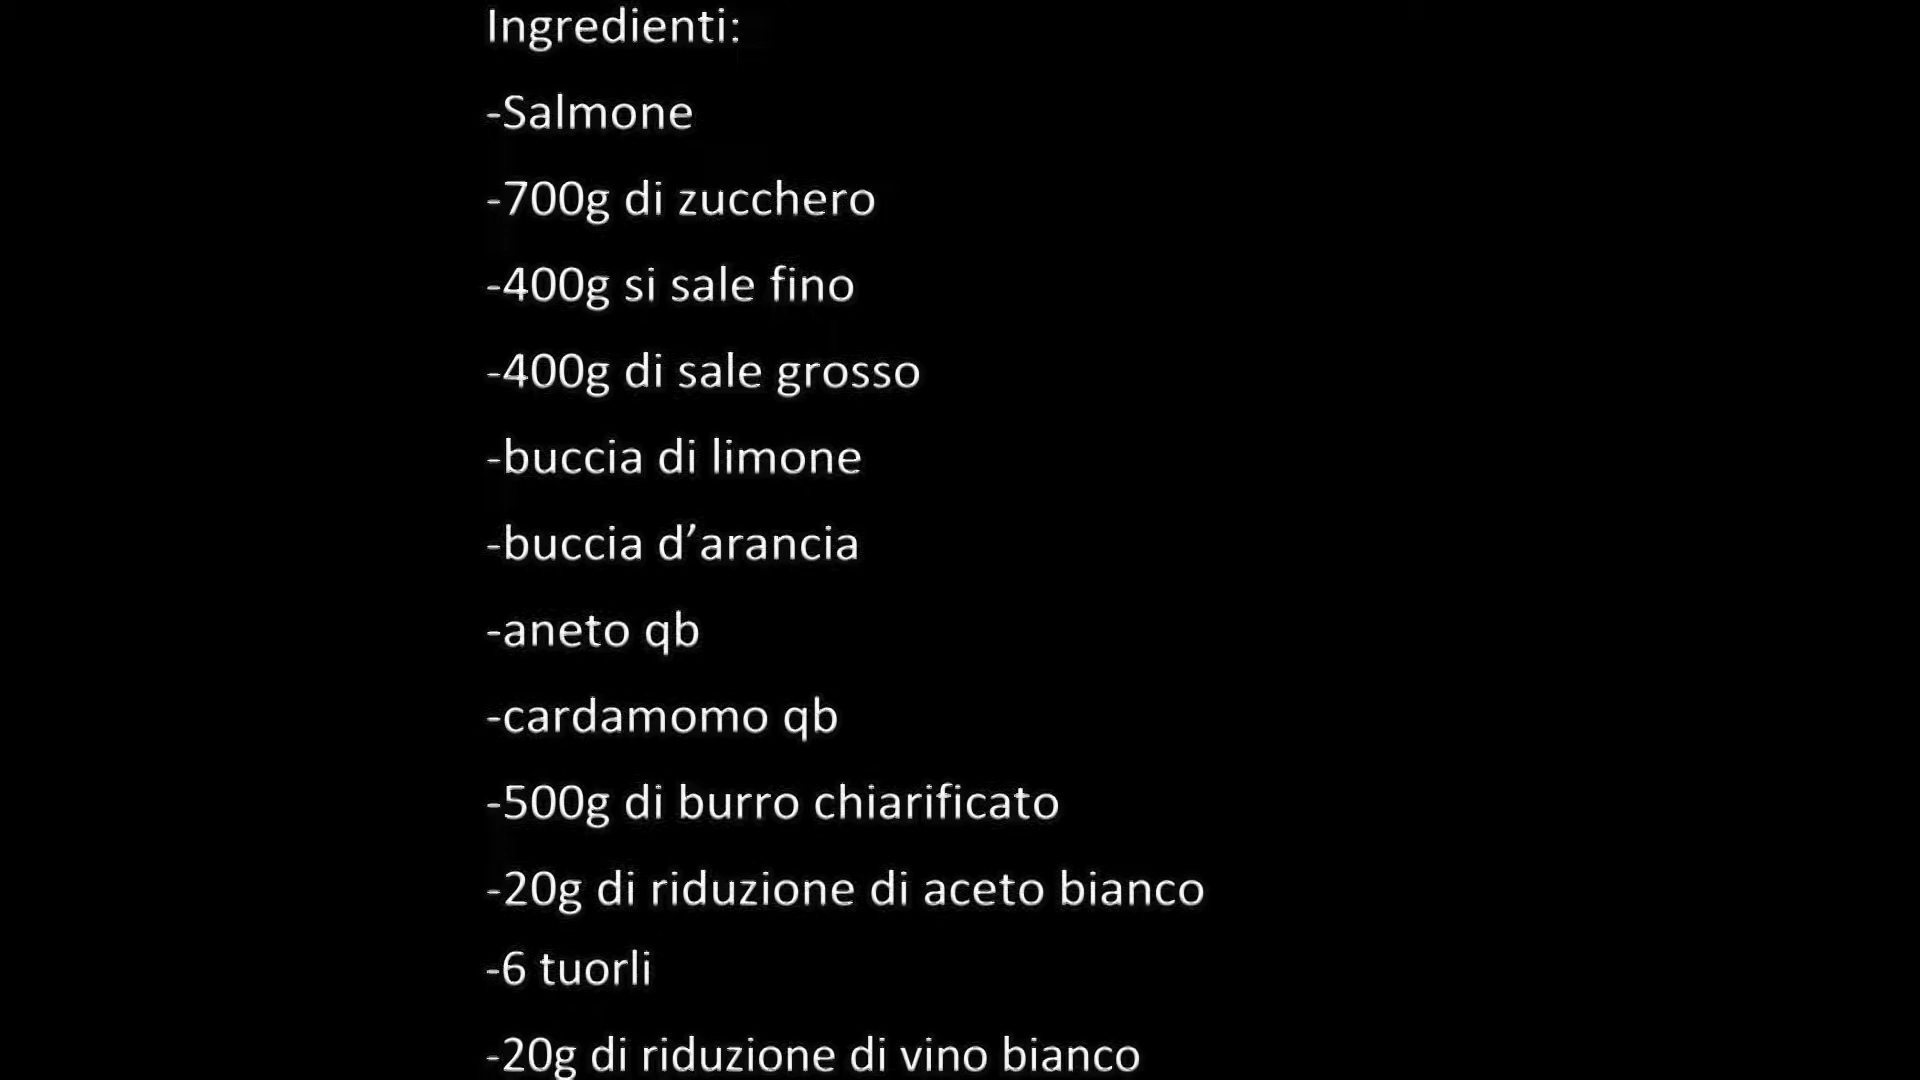 Ingredienti:
-Salmone
-700g di zucchero
-400g si sale fino
-400g di sale grosso
-buccia di limone
-buccia d’arancia
-aneto qb
-cardamomo qb
-500g di burro chiarificato
-20g di riduzione di aceto bianco
-6 tuorli
-20g di riduzione di vino bianco